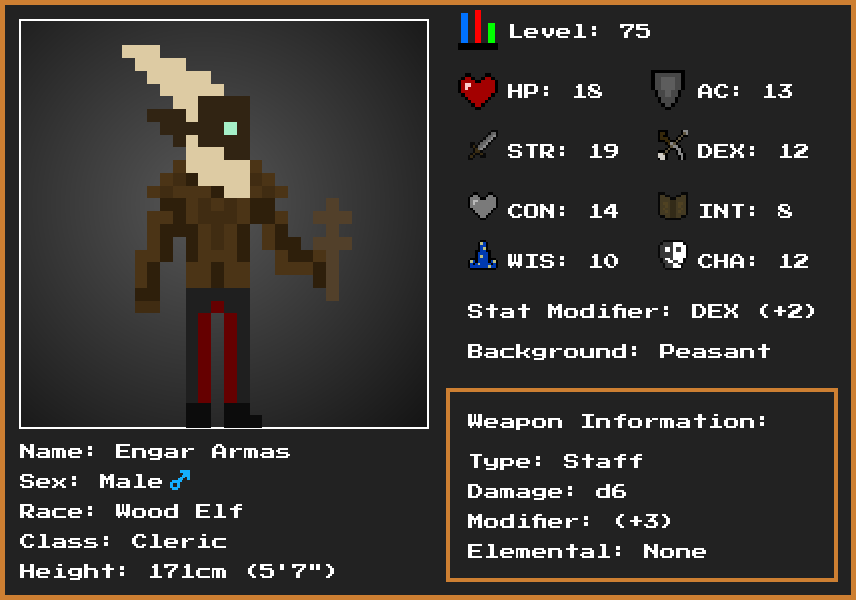 Level: 75
HP: 18
AC: 13
STR: 19
DEX: 12
CON: 14
INT: 8
WIS: 10
CHA: 12
Stat Modifier: DEX (+2)
Background: Peasant
Weapon Information:
Type: Staff
Damage: d6
Modifier: (+3)
Elemental: None
Name: Engar Armas
Sex: Male ♂
Race: Wood Elf
Class: Cleric
Height: 171cm (5'7")